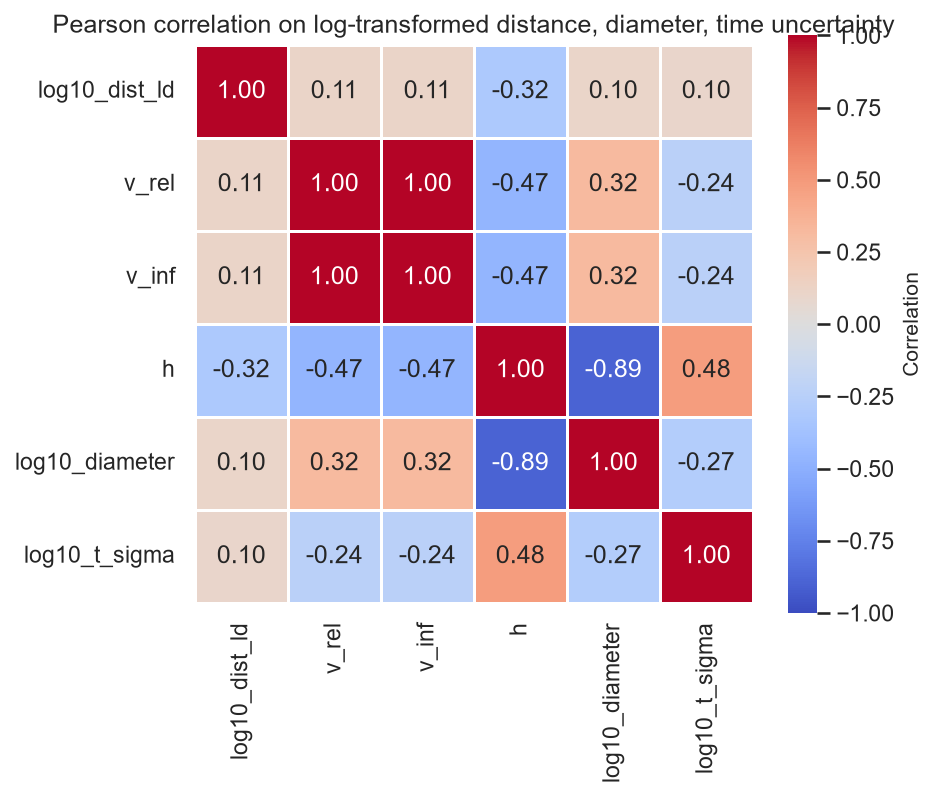 Pearson correlation on log-transformed distance, diameter, time uncertainty
log10_dist_ld 1.00 0.11 0.11 -0.32 0.10 0.10
v_rel 0.11 1.00 1.00 -0.47 0.32 -0.24
v_inf 0.11 1.00 1.00 -0.47 0.32 -0.24
h -0.32 -0.47 -0.47 1.00 -0.89 0.48
log10_diameter 0.10 0.32 0.32 -0.89 1.00 -0.27
log10_t_sigma 0.10 -0.24 -0.24 0.48 -0.27 1.00
log10_dist_ld
v_rel
v_inf
h
log10_diameter
log10_t_sigma
1.00
0.75
0.50
0.25
0.00
−0.25
−0.50
−0.75
−1.00
Correlation